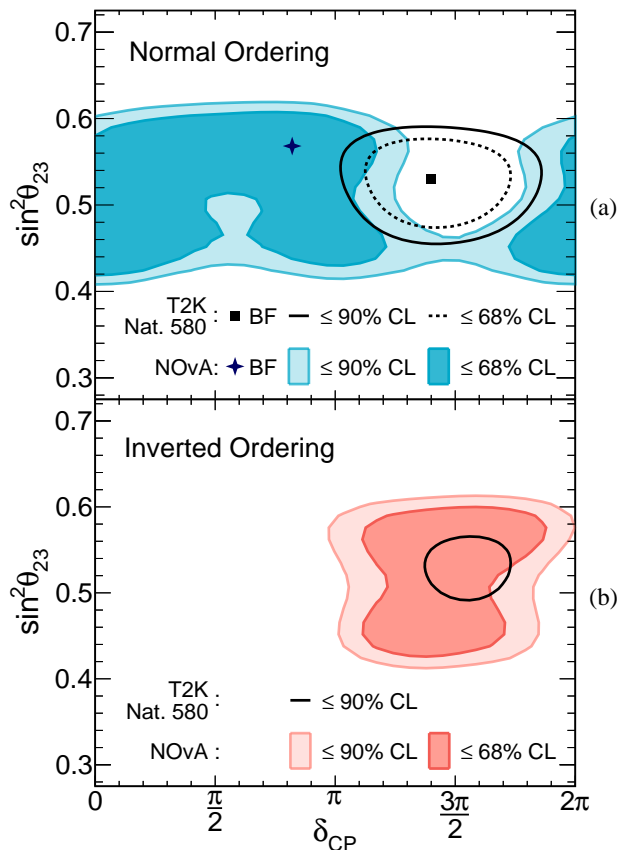 0.7
Normal Ordering
0.6
0.5
0.4
0.3
sin²θ₂₃
(a)
T2K
Nat. 580 : BF ≤ 90% CL ≤ 68% CL
NOvA: BF ≤ 90% CL ≤ 68% CL
0.7
Inverted Ordering
0.6
0.5
0.4
0.3
sin²θ₂₃
(b)
T2K
Nat. 580 : ≤ 90% CL
NOvA : ≤ 90% CL ≤ 68% CL
0 π/2 π 3π/2 2π
δCP